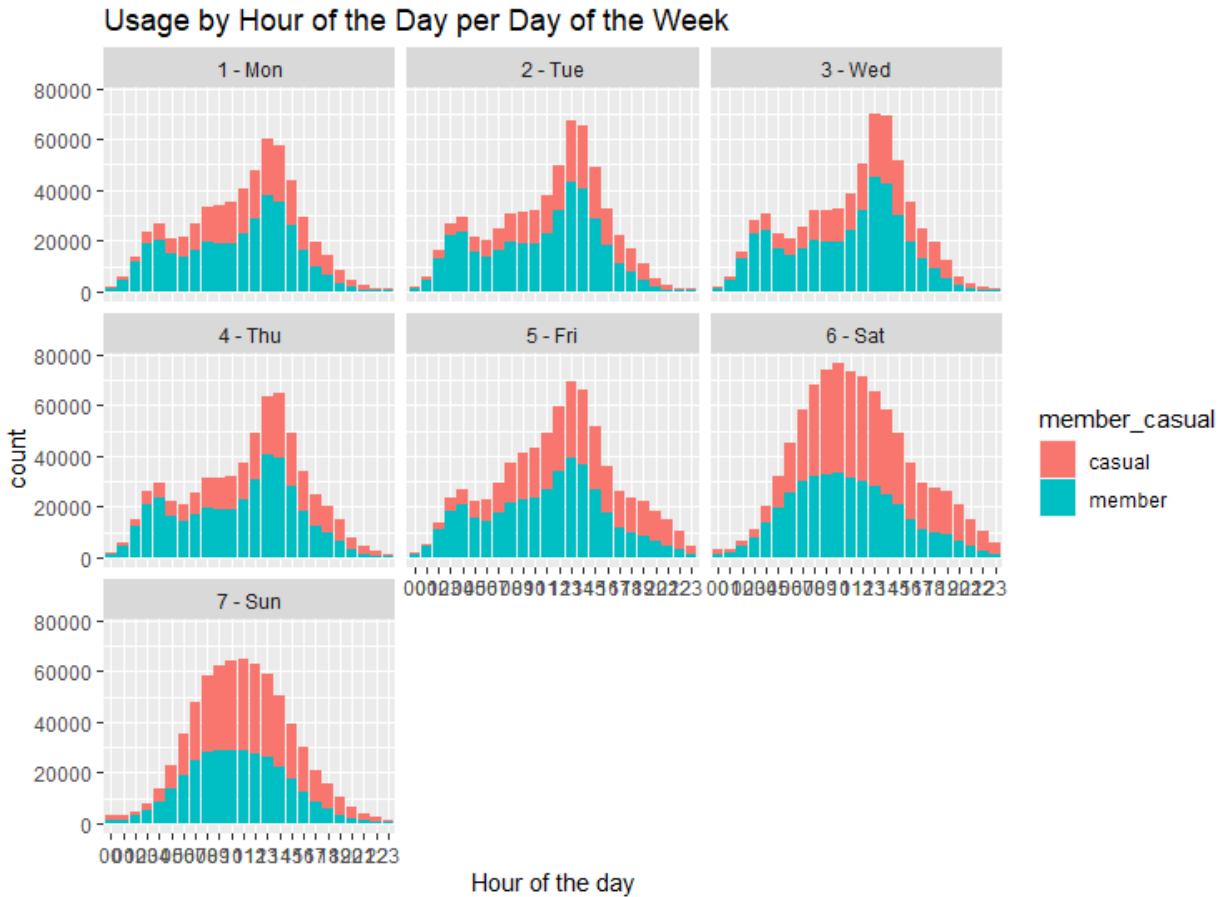 Usage by Hour of the Day per Day of the Week
1 - Mon
2 - Tue
3 - Wed
80000
60000
40000
20000
0
4 - Thu
5 - Fri
6 - Sat
80000
60000
40000
20000
0
count
member_casual
casual
member
7 - Sun
80000
60000
40000
20000
0
Hour of the day